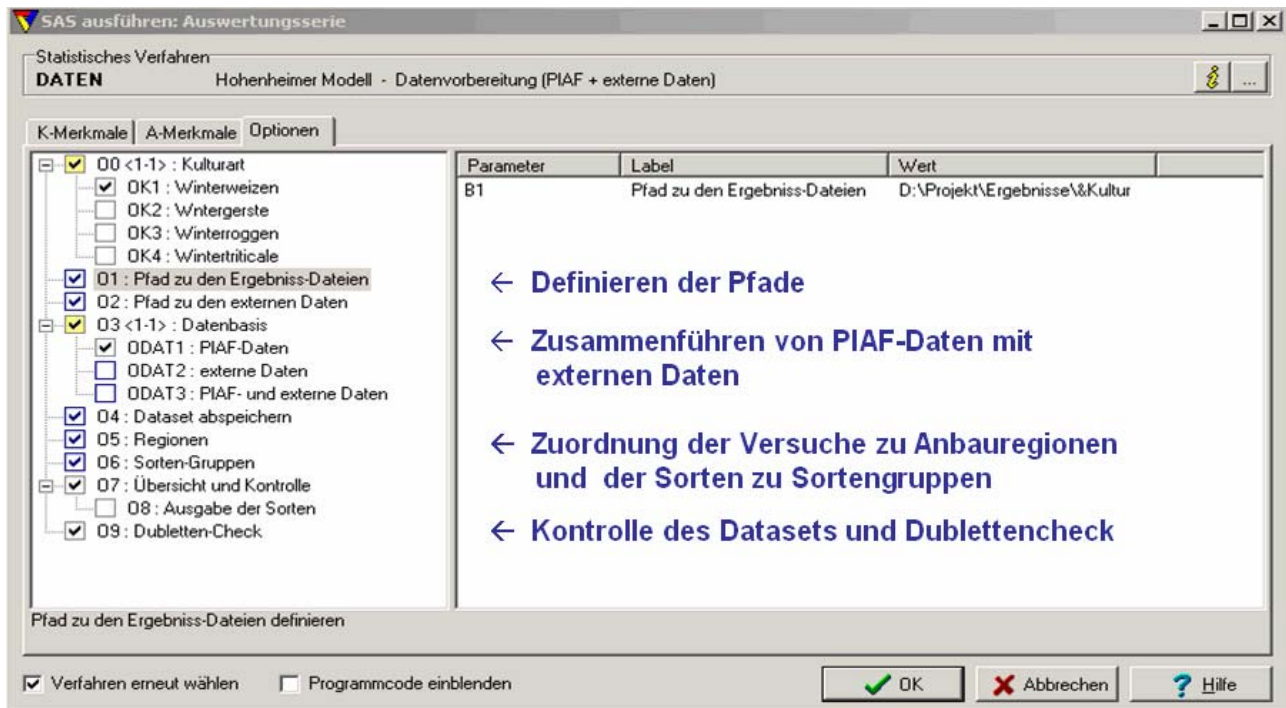 SAS ausführen: Auswertungsserie
Statistisches Verfahren
DATEN Hohenheimer Modell - Datenvorbereitung (PIAF + externe Daten)
...
K-Merkmale A-Merkmale Optionen
O0 <1-1> : Kulturart
OK1 : Winterweizen
OK2 : Wntergerste
OK3 : Winterroggen
OK4 : Wintertriticale
O1 : Pfad zu den Ergebniss-Dateien
O2 : Pfad zu den externen Daten
O3 <1-1> : Datenbasis
ODAT1 : PIAF-Daten
ODAT2 : externe Daten
ODAT3 : PIAF- und externe Daten
O4 : Dataset abspeichern
O5 : Regionen
O6 : Sorten-Gruppen
O7 : Übersicht und Kontrolle
O8 : Ausgabe der Sorten
O9 : Dubletten-Check
Parameter Label Wert
B1 Pfad zu den Ergebniss-Dateien D:\Projekt\Ergebnisse\&Kultur
← Definieren der Pfade
← Zusammenführen von PIAF-Daten mit
externen Daten
← Zuordnung der Versuche zu Anbauregionen
und der Sorten zu Sortengruppen
← Kontrolle des Datasets und Dublettencheck
Pfad zu den Ergebniss-Dateien definieren
Verfahren erneut wählen Programmcode einblenden OK Abbrechen ? Hilfe